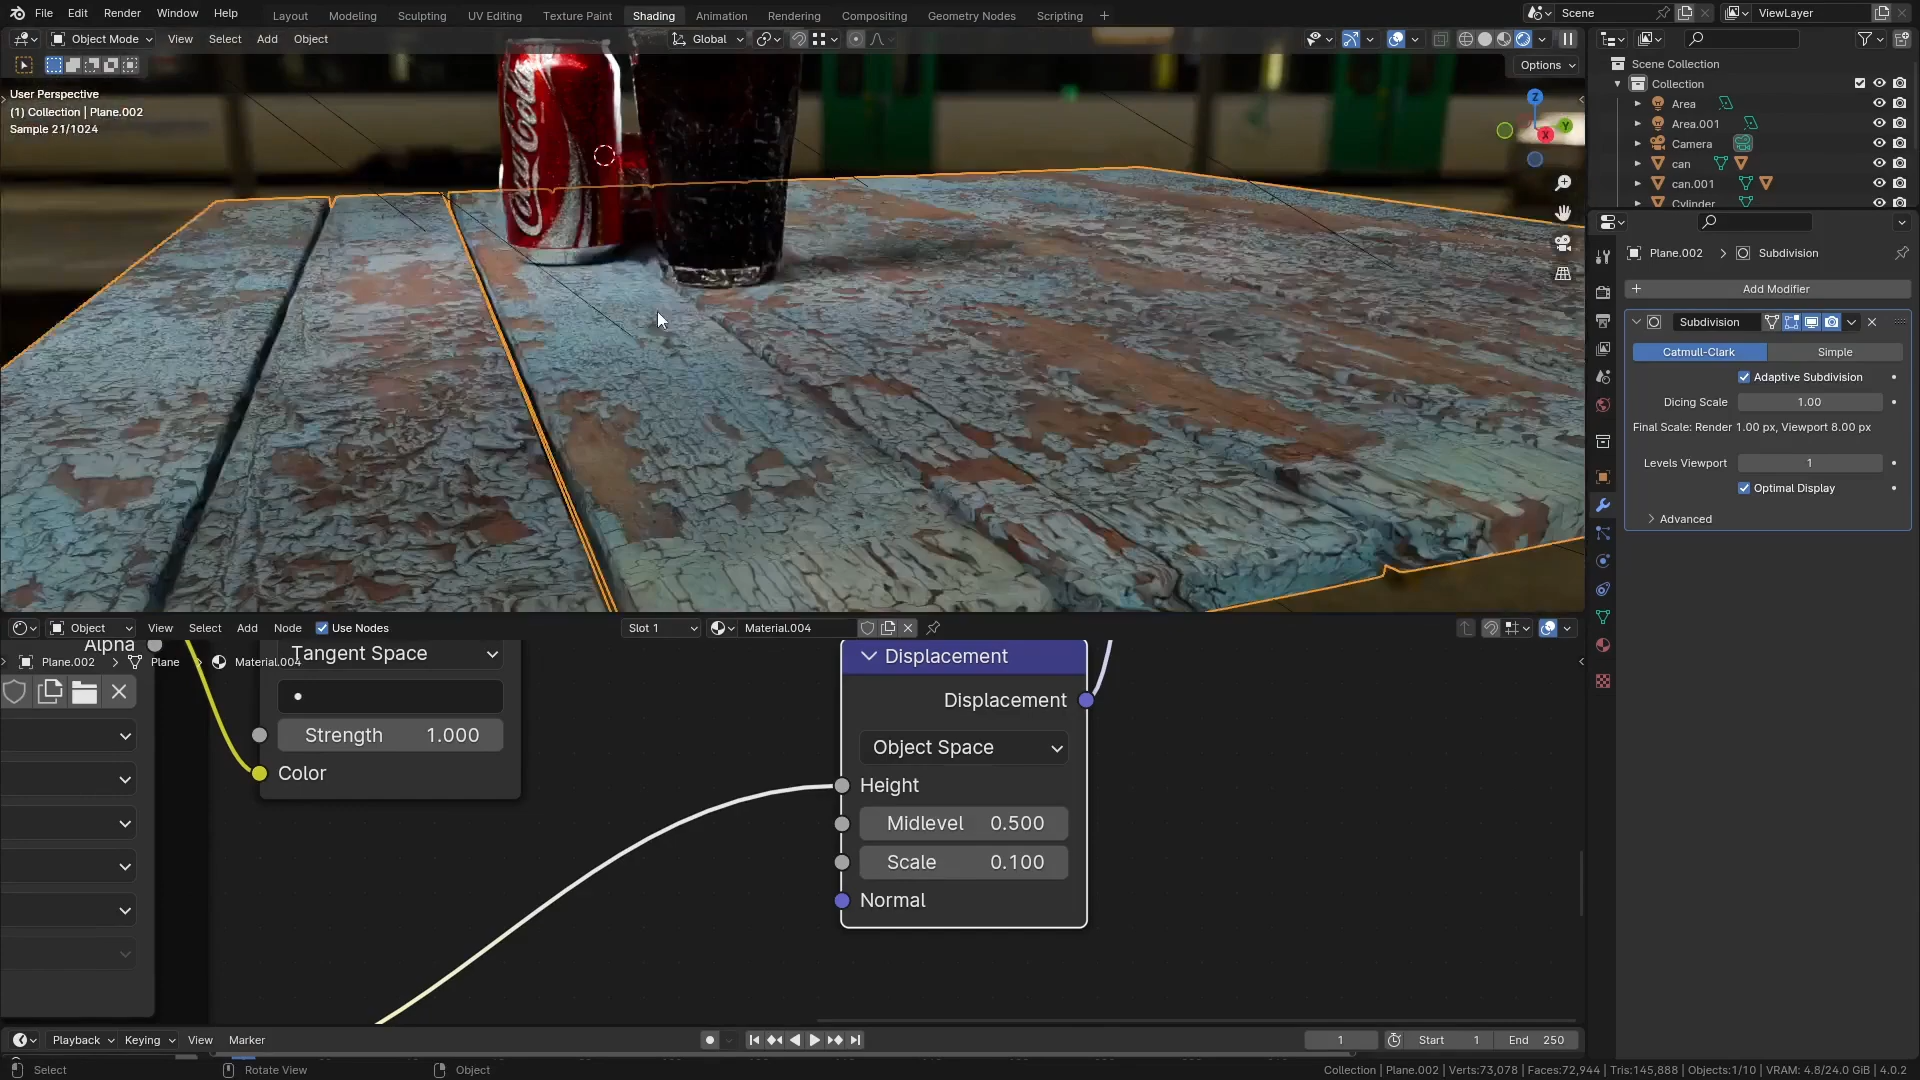 File Edit Render Window Help Layout Modeling Sculpting UV Editing Texture Paint Shading Animation Rendering Compositing Geometry Nodes Scripting + Scene ViewLayer
Object Mode View Select Add Object Global
Options
User Perspective
(1) Collection | Plane.002
Sample 21/1024
Coca-Cola
Z
Y
X
Scene Collection
Collection
Area
Area.001
Camera
can
can.001
Cylinder
Plane.002 > Subdivision
+ Add Modifier
Subdivision
Catmull-Clark Simple
Adaptive Subdivision
Dicing Scale 1.00
Final Scale: Render 1.00 px, Viewport 8.00 px
Levels Viewport 1
Optimal Display
Advanced
Object View Select Add Node Use Nodes Slot 1 Material.004
Alpha
Plane.002 > Plane > Material.004
Tangent Space
Strength 1.000
Color
Displacement
Displacement
Object Space
Height
Midlevel 0.500
Scale 0.100
Normal
Playback Keying View Marker 1 Start 1 End 250
Select Rotate View Object Collection | Plane.002 | Verts:73,078 | Faces:72,944 | Tris:145,888 | Objects:1/10 | VRAM: 4.8/24.0 GiB | 4.0.2